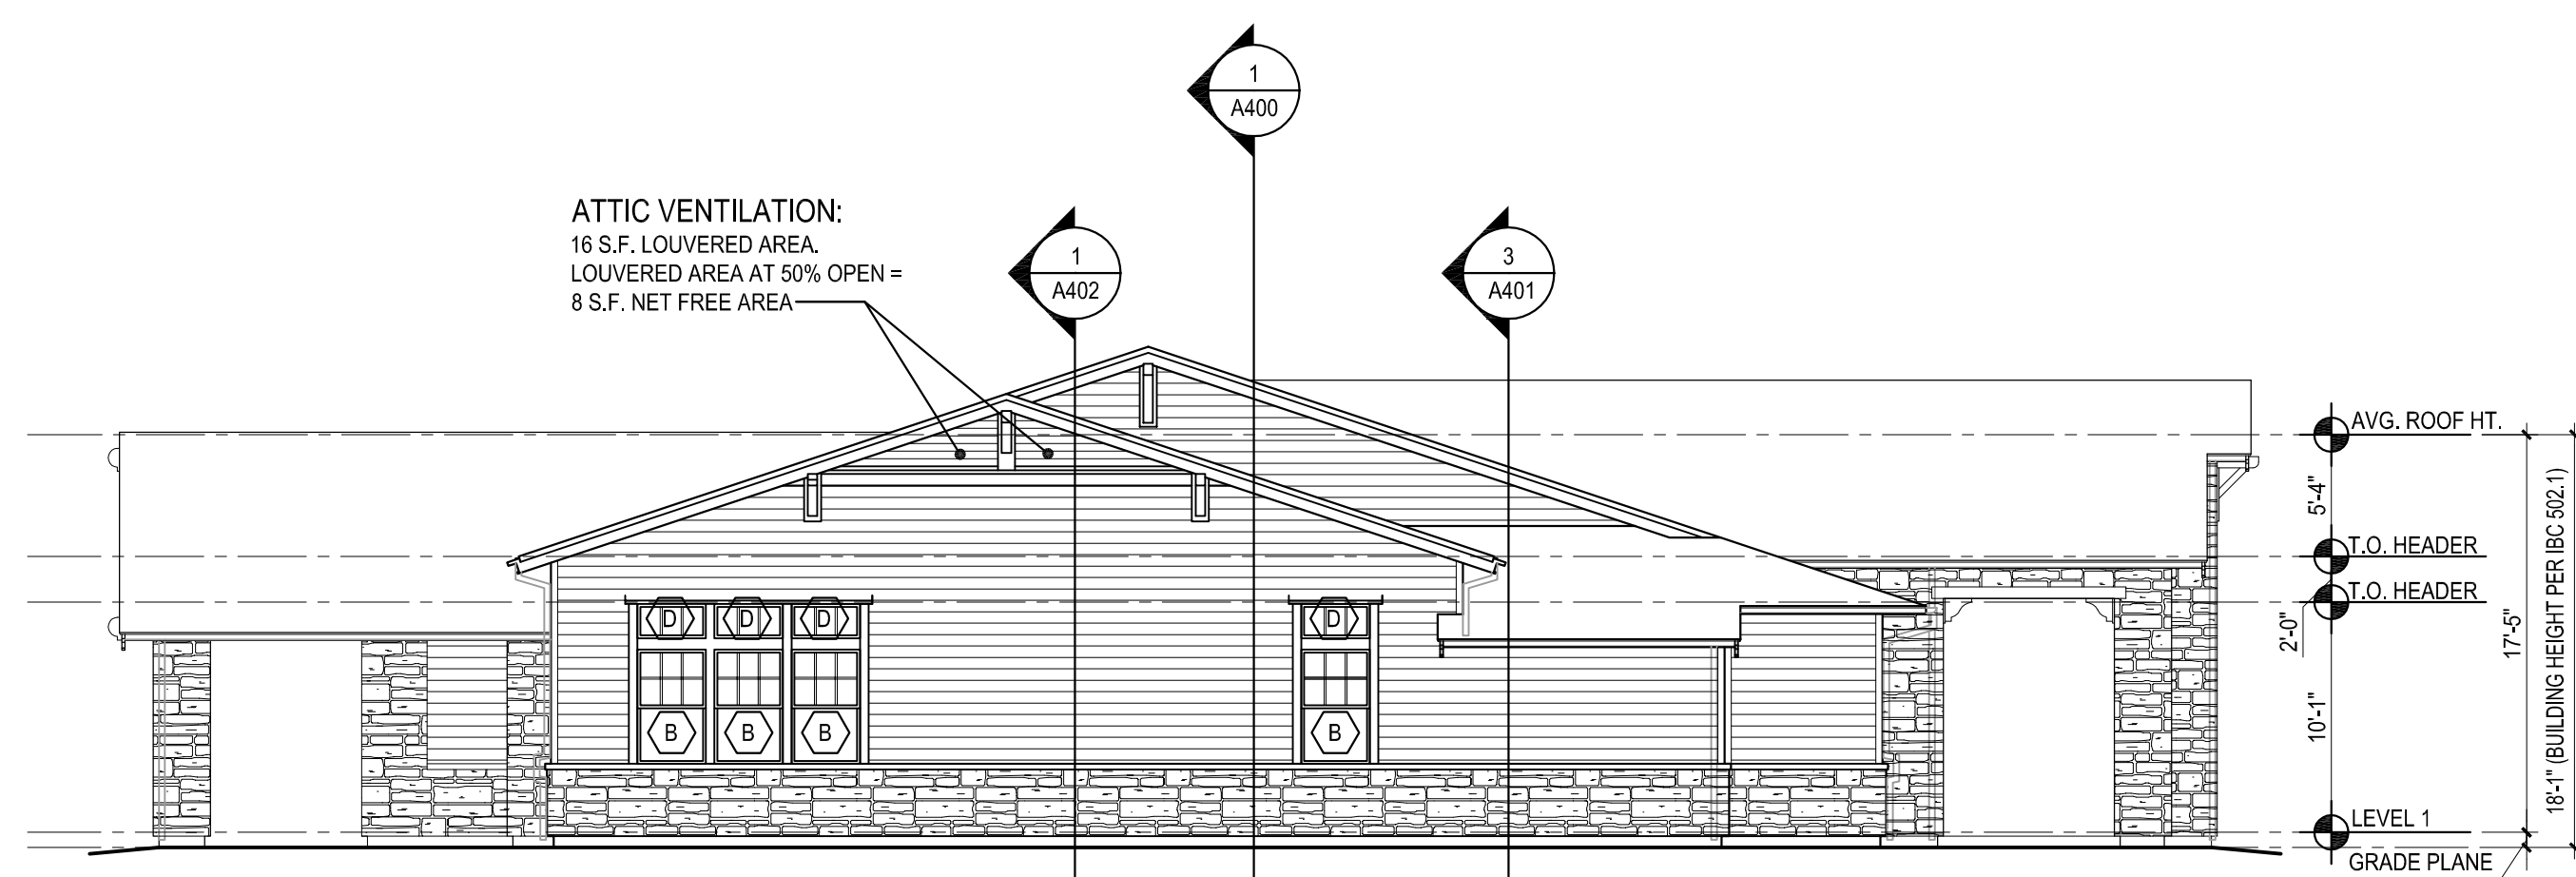 1
A400
ATTIC VENTILATION:
16 S.F. LOUVERED AREA.
LOUVERED AREA AT 50% OPEN =
8 S.F. NET FREE AREA
1
A402
3
A401
AVG. ROOF HT.
5'-4"
T.O. HEADER
T.O. HEADER
2'-0"
10'-1"
17'-5"
18'-1" (BUILDING HEIGHT PER IBC 502.1)
LEVEL 1
GRADE PLANE
D D D D
B B B B